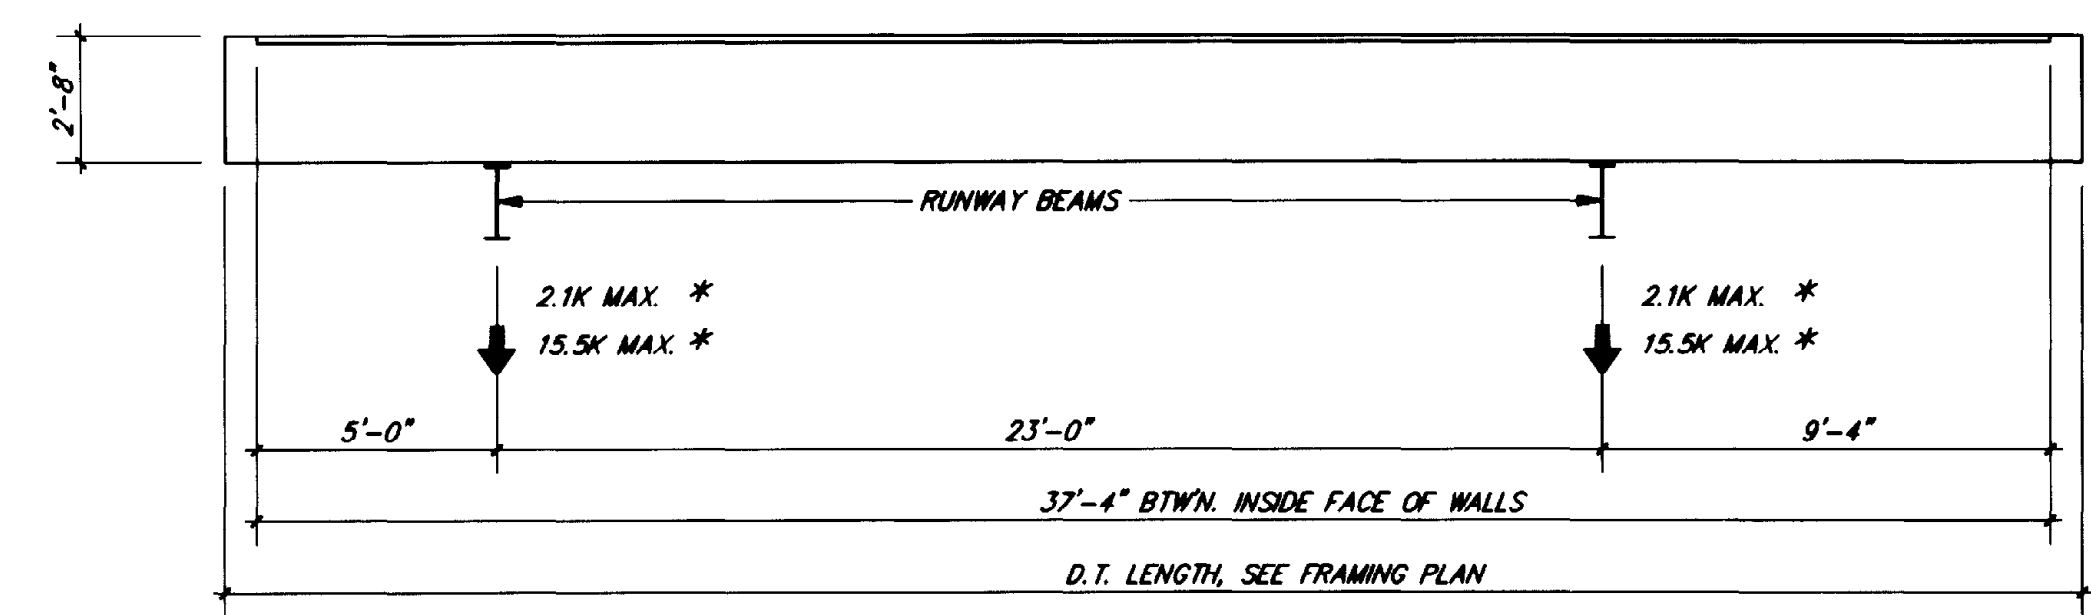 2'-8"
RUNWAY BEAMS
2.1K MAX. *
15.5K MAX. *
2.1K MAX. *
15.5K MAX. *
5'-0"
23'-0"
9'-4"
37'-4" BTW'N. INSIDE FACE OF WALLS
D.T. LENGTH, SEE FRAMING PLAN